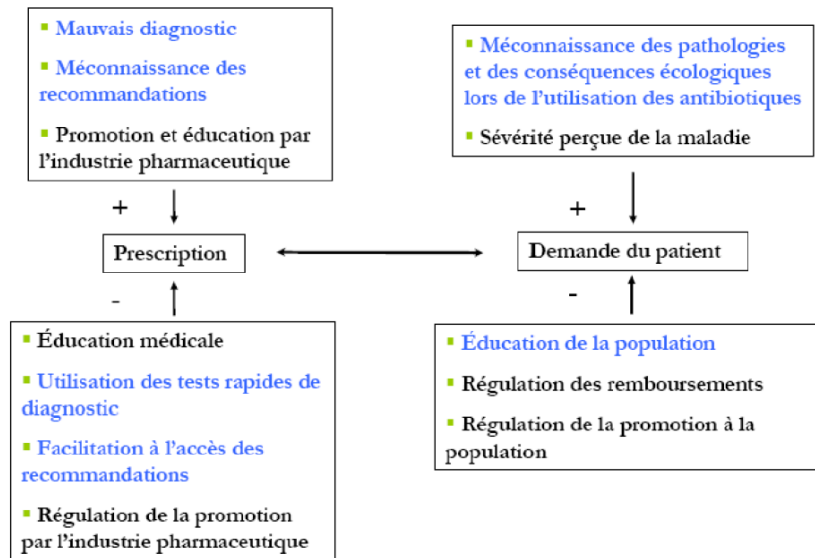 ▪ Mauvais diagnostic
▪ Méconnaissance des
recommandations
▪ Promotion et éducation par
l’industrie pharmaceutique
▪ Méconnaissance des pathologies
et des conséquences écologiques
lors de l’utilisation des antibiotiques
▪ Sévérité perçue de la maladie
+
+
Prescription
Demande du patient
-
-
▪ Éducation médicale
▪ Utilisation des tests rapides de
diagnostic
▪ Facilitation à l’accès des
recommandations
▪ Régulation de la promotion
par l’industrie pharmaceutique
▪ Éducation de la population
▪ Régulation des remboursements
▪ Régulation de la promotion à la
population